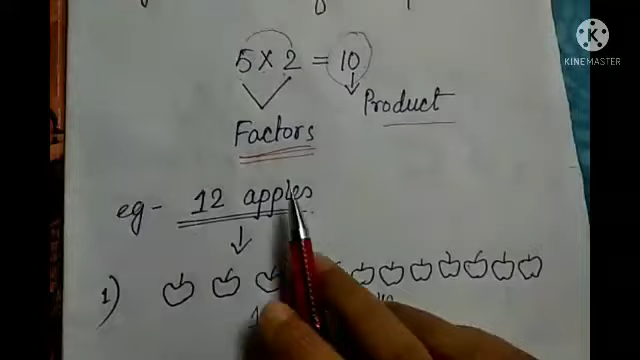 5 × 2 = 10
Product
Factors
eg - 12 apples
1)
KINEMASTER